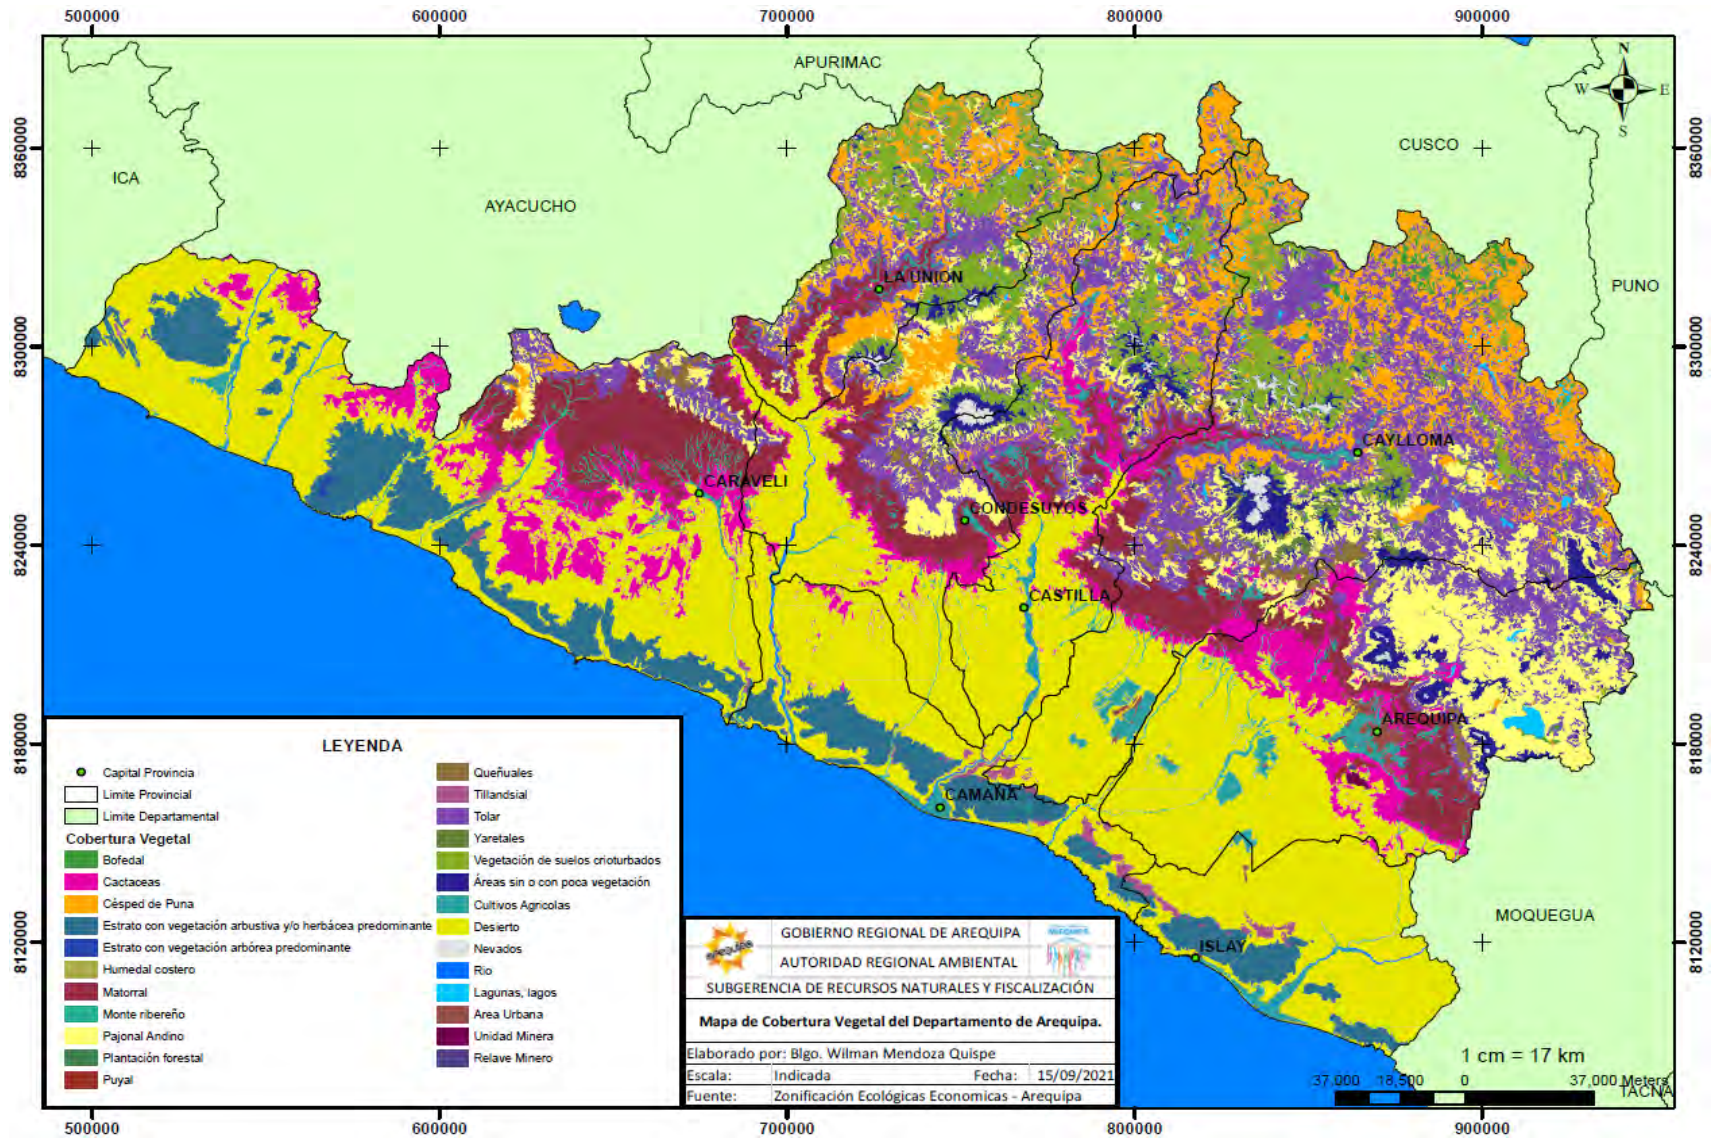 500000 600000 700000 800000 900000
APURIMAC
N
W E
S
CUSCO
ICA
AYACUCHO
PUNO
LA UNION
CAYLLOMA
CARAVELI
CONDESUYOS
CASTILLA
AREQUIPA
CAMANA
ISLAY
MOQUEGUA
TACNA
8360000
8300000
8240000
8180000
8120000
8360000
8300000
8240000
8180000
8120000
LEYENDA
Capital Provincia
Limite Provincial
Limite Departamental
Cobertura Vegetal
Bofedal
Cactaceas
Césped de Puna
Estrato con vegetación arbustiva y/o herbácea predominante
Estrato con vegetación arbórea predominante
Humedal costero
Matorral
Monte ribereño
Pajonal Andino
Plantación forestal
Puyal
Queñuales
Tillandsial
Tolar
Yaretales
Vegetación de suelos crioturbados
Áreas sin o con poca vegetación
Cultivos Agricolas
Desierto
Nevados
Rio
Lagunas, lagos
Area Urbana
Unidad Minera
Relave Minero
GOBIERNO REGIONAL DE AREQUIPA
AUTORIDAD REGIONAL AMBIENTAL
SUBGERENCIA DE RECURSOS NATURALES Y FISCALIZACIÓN
Mapa de Cobertura Vegetal del Departamento de Arequipa.
Elaborado por: Blgo. Wilman Mendoza Quispe
Escala: Indicada Fecha: 15/09/2021
Fuente: Zonificación Ecológicas Economicas - Arequipa
1 cm = 17 km
37,000 18,500 0 37,000 Meters
500000 600000 700000 800000 900000